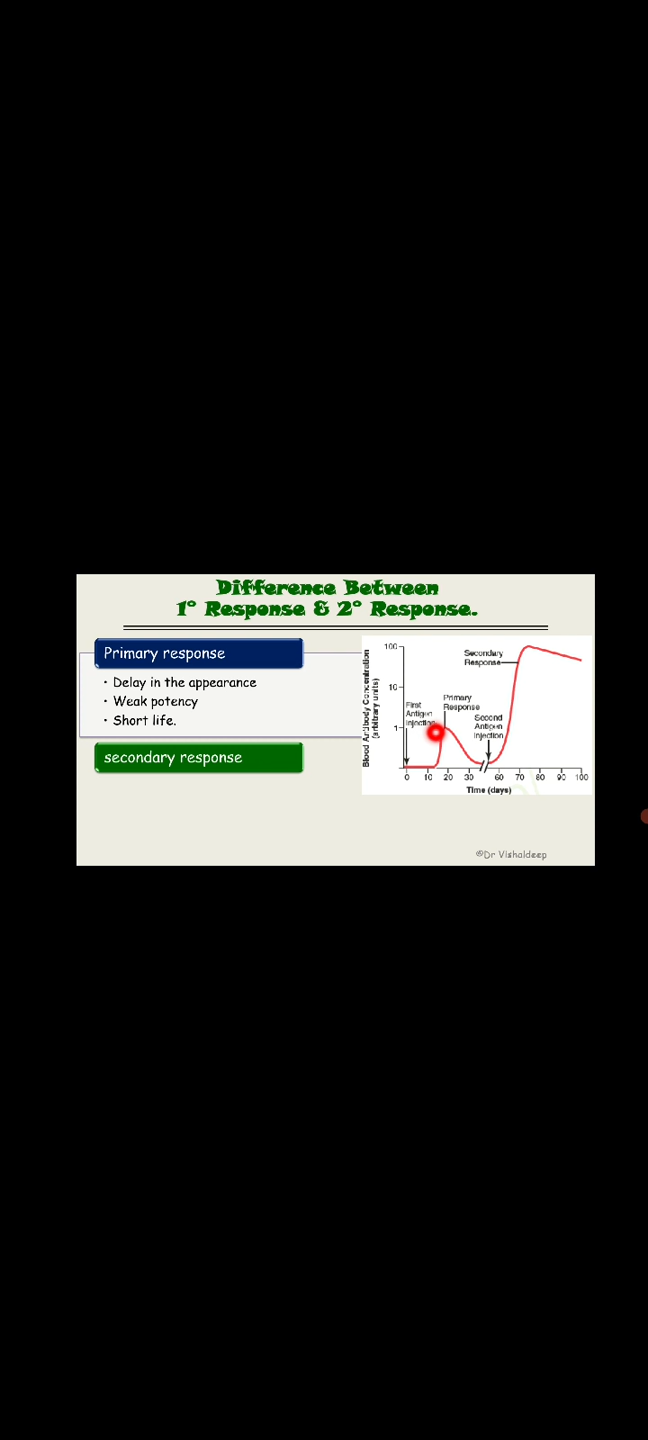 Difference Between
1° Response & 2° Response.
Primary response
• Delay in the appearance
• Weak potency
• Short life.
secondary response
Blood Antibody Concentration
(arbitrary units)
100
10
1
First
Antigen
Injection
Primary
Response
Secondary
Response
Second
Antigen
Injection
0 10 20 30 60 70 80 90 100
Time (days)
©Dr Vishaldeep